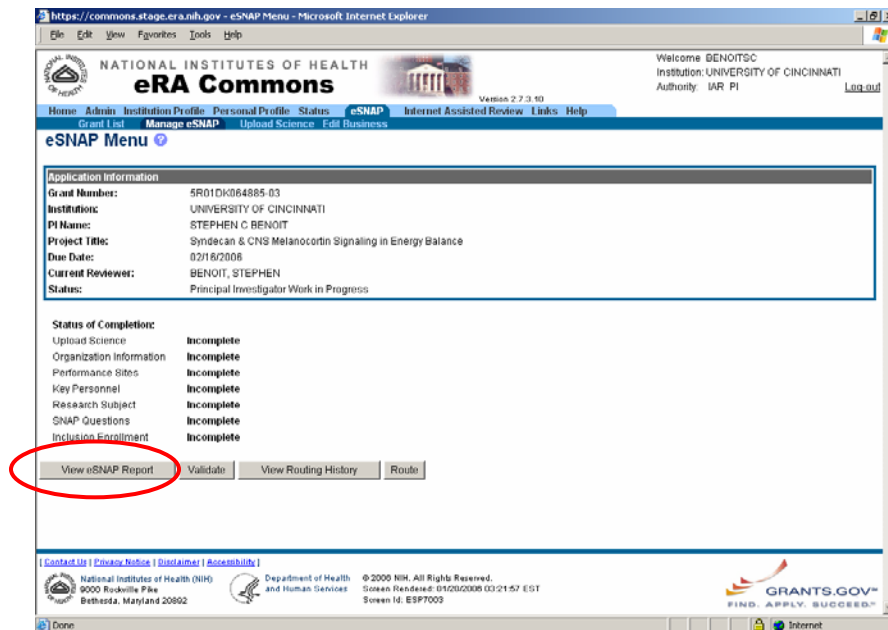 https://commons.stage.era.nih.gov - eSNAP Menu - Microsoft Internet Explorer
File Edit View Favorites Tools Help
NATIONAL INSTITUTES OF HEALTH
eRA Commons
Version 2.7.3.10
Welcome BENOITSC
Institution: UNIVERSITY OF CINCINNATI
Authority: IAR PI
Log-out
Home Admin Institution Profile Personal Profile Status eSNAP Internet Assisted Review Links Help
Grant List Manage eSNAP Upload Science Edit Business
eSNAP Menu ?
Application Information
Grant Number: 5R01DK064885-03
Institution: UNIVERSITY OF CINCINNATI
PI Name: STEPHEN C BENOIT
Project Title: Syndecan & CNS Melanocortin Signaling in Energy Balance
Due Date: 02/16/2006
Current Reviewer: BENOIT, STEPHEN
Status: Principal Investigator Work in Progress
Status of Completion:
Upload Science Incomplete
Organization Information Incomplete
Performance Sites Incomplete
Key Personnel Incomplete
Research Subject Incomplete
SNAP Questions Incomplete
Inclusion Enrollment Incomplete
View eSNAP Report Validate View Routing History Route
[ Contact Us | Privacy Notice | Disclaimer | Accessibility ]
National Institutes of Health (NIH)
9000 Rockville Pike
Bethesda, Maryland 20892
Department of Health
and Human Services
© 2006 NIH. All Rights Reserved.
Screen Rendered: 01/20/2006 03:21:57 EST
Screen Id: ESP7003
GRANTS.GOV℠
FIND. APPLY. SUCCEED.℠
Done
Internet